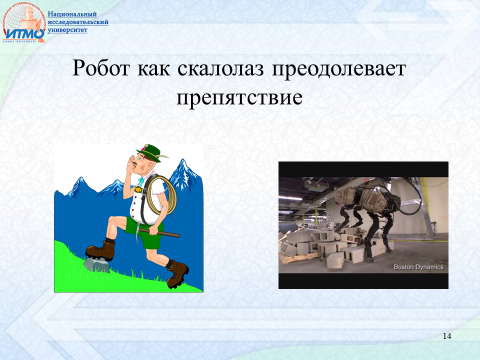 Национальный
исследовательский
университет
ИТМО
Робот как скалолаз преодолевает
препятствие
Boston Dynamics
14